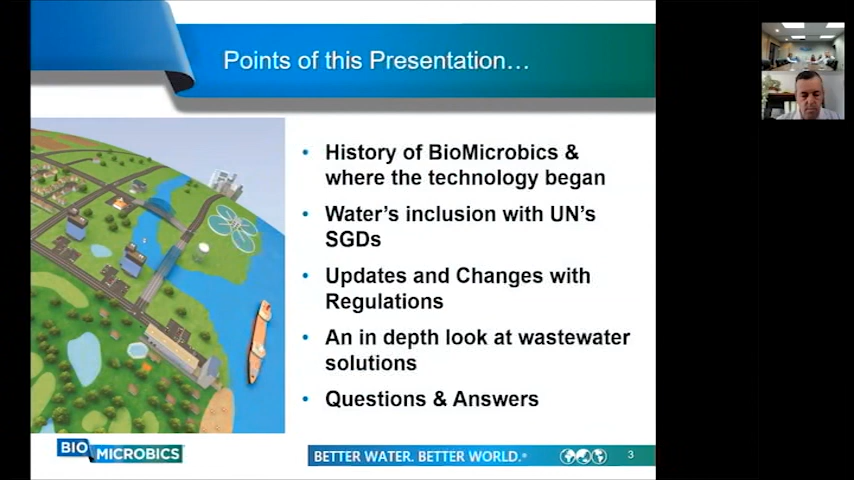 Points of this Presentation…
• History of BioMicrobics &
where the technology began
• Water's inclusion with UN's
SGDs
• Updates and Changes with
Regulations
• An in depth look at wastewater
solutions
• Questions & Answers
BIO MICROBICS
BETTER WATER. BETTER WORLD.®
3